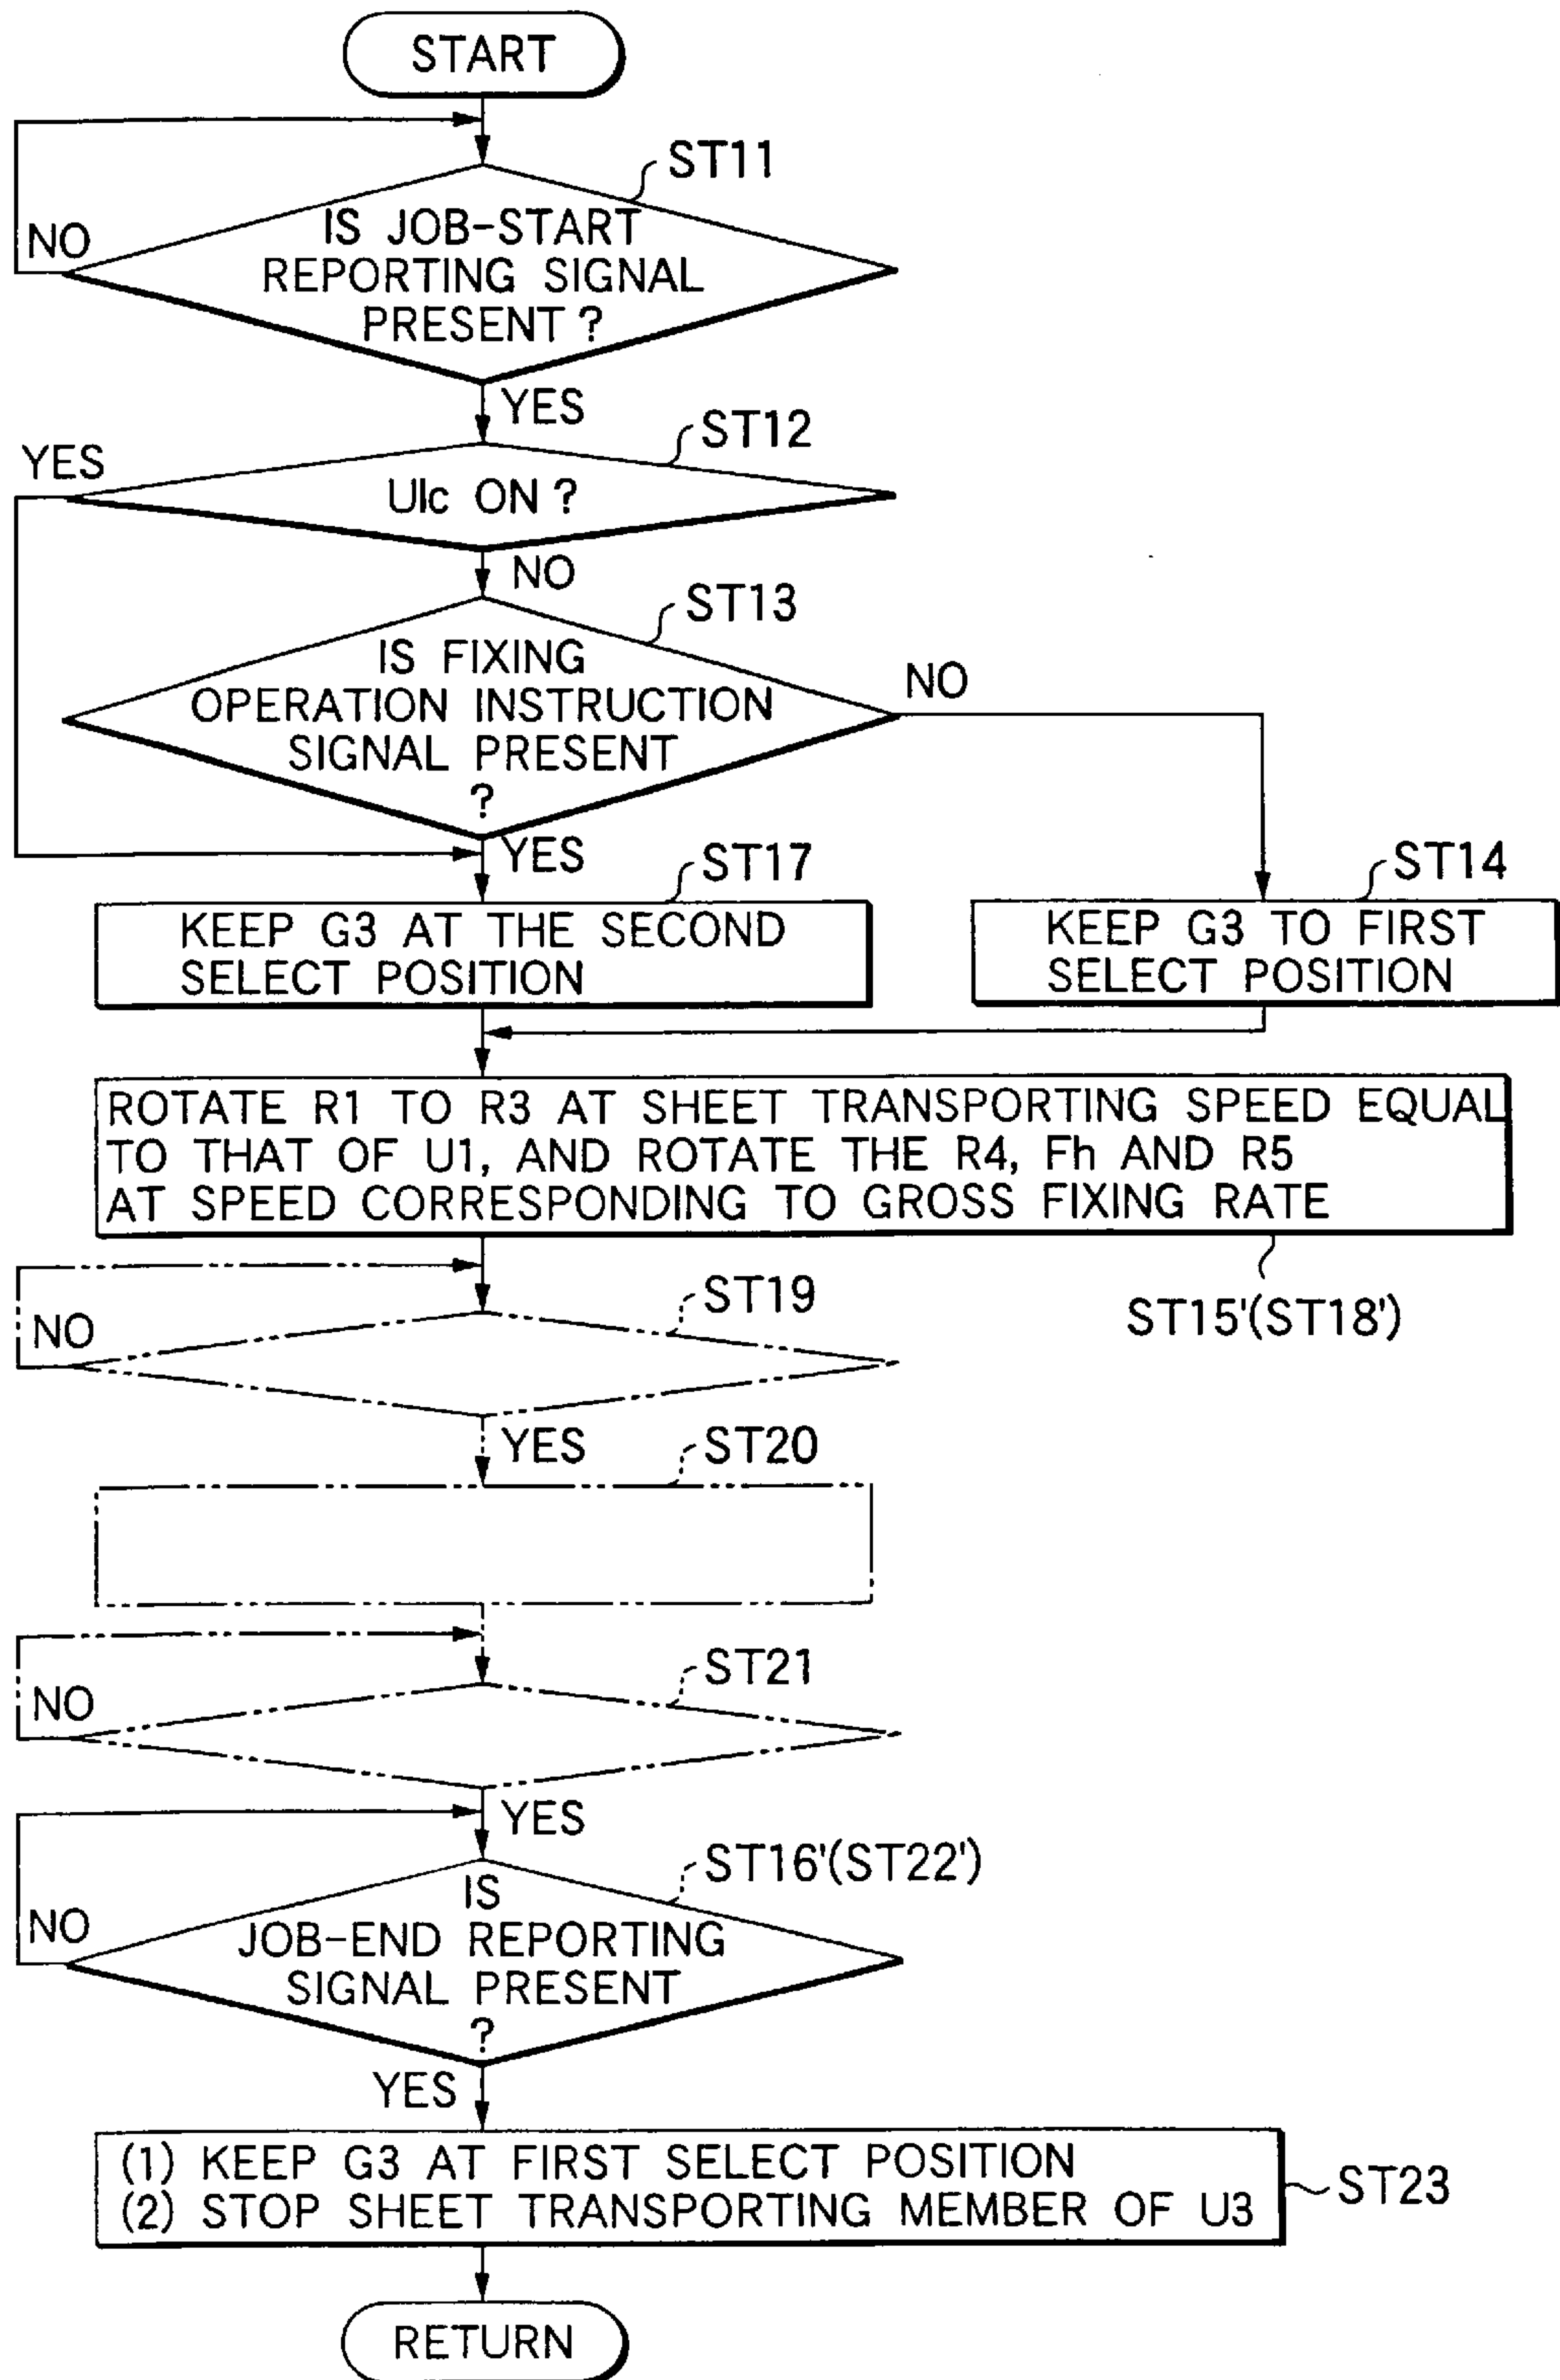 START
ST11
NO
IS JOB-START
REPORTING SIGNAL
PRESENT ?
YES
ST12
YES
UIc ON ?
NO
ST13
IS FIXING
OPERATION INSTRUCTION
SIGNAL PRESENT
?
NO
YES
ST17
ST14
KEEP G3 AT THE SECOND
SELECT POSITION
KEEP G3 TO FIRST
SELECT POSITION
ROTATE R1 TO R3 AT SHEET TRANSPORTING SPEED EQUAL
TO THAT OF U1, AND ROTATE THE R4, Fh AND R5
AT SPEED CORRESPONDING TO GROSS FIXING RATE
ST15'(ST18')
ST19
NO
YES
ST20
ST21
NO
YES
ST16'(ST22')
NO
IS
JOB-END REPORTING
SIGNAL PRESENT
?
YES
(1) KEEP G3 AT FIRST SELECT POSITION
(2) STOP SHEET TRANSPORTING MEMBER OF U3
ST23
RETURN